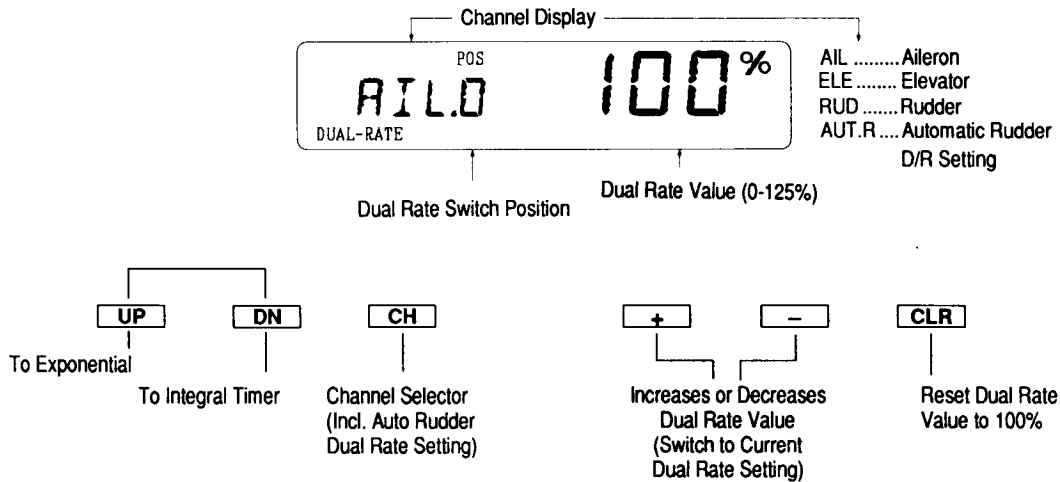 Channel Display
POS
AIL.0 100%
DUAL-RATE
AIL ......... Aileron
ELE ........ Elevator
RUD ....... Rudder
AUT.R .... Automatic Rudder
D/R Setting
Dual Rate Switch Position
Dual Rate Value (0-125%)
UP DN CH + – CLR
To Exponential
To Integral Timer
Channel Selector
(Incl. Auto Rudder
Dual Rate Setting)
Increases or Decreases
Dual Rate Value
(Switch to Current
Dual Rate Setting)
Reset Dual Rate
Value to 100%